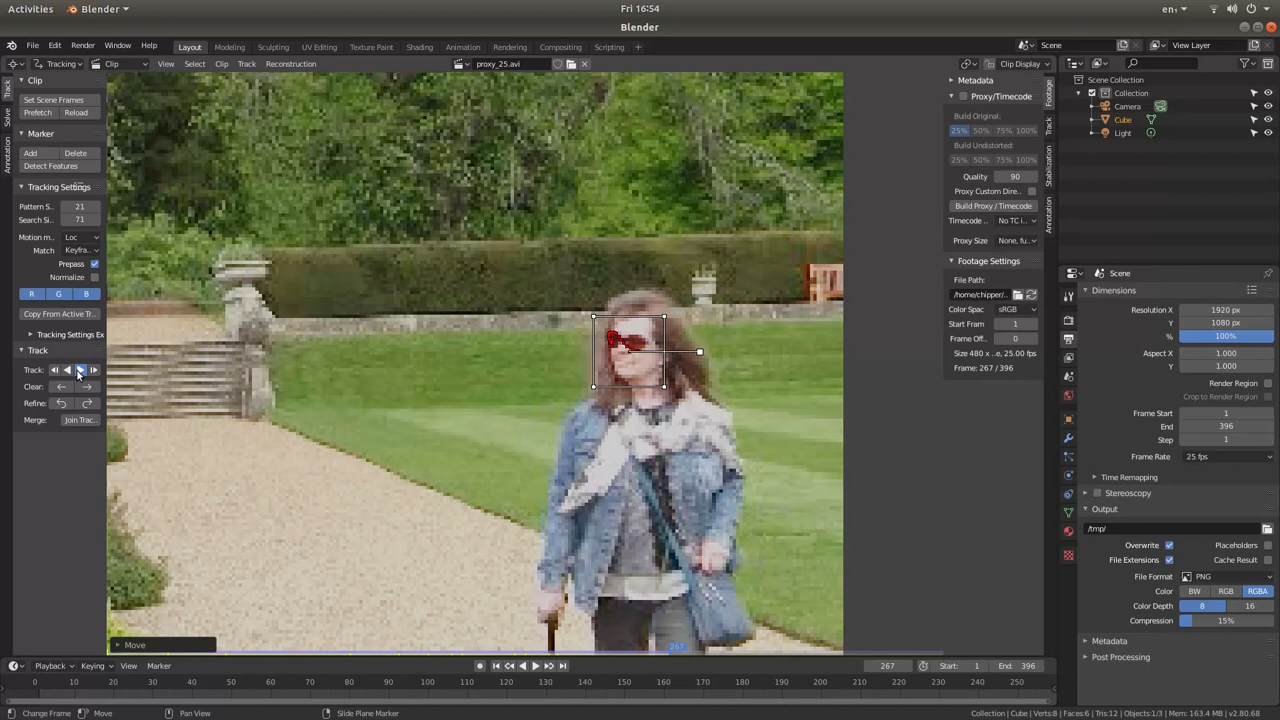 Activities Blender Fri 16:54 en₁
Blender
File Edit Render Window Help Layout Modeling Sculpting UV Editing Texture Paint Shading Animation Rendering Compositing Scripting + Scene View Layer
Tracking Clip View Select Clip Track Reconstruction proxy_25.avi Clip Display
Track
Solve
Annotation
Clip
Set Scene Frames
Prefetch Reload
Marker
Add Delete
Detect Features
Tracking Settings
Pattern S.. 21
Search Si.. 71
Motion m.. Loc
Match Keyfra..
Prepass
Normalize
R G B
Copy From Active Tr..
Tracking Settings Ex
Track
Track:
Clear:
Refine:
Merge: Join Trac..
Move
267
Metadata
Proxy/Timecode
Build Original:
25% 50% 75% 100%
Build Undistorted:
25% 50% 75% 100%
Quality 90
Proxy Custom Dire..
Build Proxy / Timecode
Timecode .. No TC i..
Proxy Size None, fu..
Footage Settings
File Path:
/home/chipper/..
Color Spac sRGB
Start Fram 1
Frame Off.. 0
Size 480 x ..e, 25.00 fps
Frame: 267 / 396
Footage
Track
Stabilization
Annotation
Scene Collection
Collection
Camera
Cube
Light
Scene
Dimensions
Resolution X 1920 px
Y 1080 px
% 100%
Aspect X 1.000
Y 1.000
Render Region
Crop to Render Region
Frame Start 1
End 396
Step 1
Frame Rate 25 fps
Time Remapping
Stereoscopy
Output
/tmp/
Overwrite Placeholders
File Extensions Cache Result
File Format PNG
Color BW RGB RGBA
Color Depth 8 16
Compression 15%
Metadata
Post Processing
Playback Keying View Marker 267 Start: 1 End: 396
0 10 20 30 40 50 60 70 80 90 100 110 120 130 140 150 160 170 180 190 200 210 220 230 240 250
Change Frame Move Pan View Slide Plane Marker Collection | Cube | Verts:8 | Faces:6 | Tris:12 | Objects:1/3 | Mem: 163.4 MB | v2.80.68